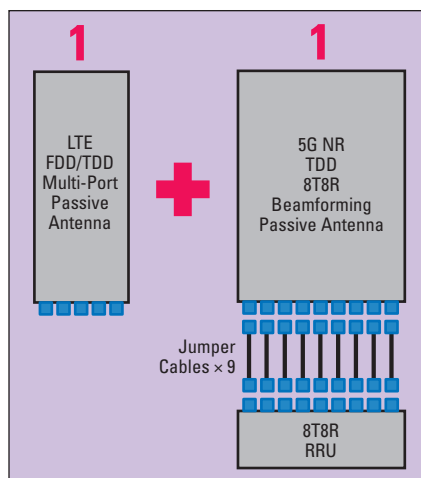 1
LTE
FDD/TDD
Multi-Port
Passive
Antenna
1
5G NR
TDD
8T8R
Beamforming
Passive Antenna
Jumper
Cables × 9
8T8R
RRU